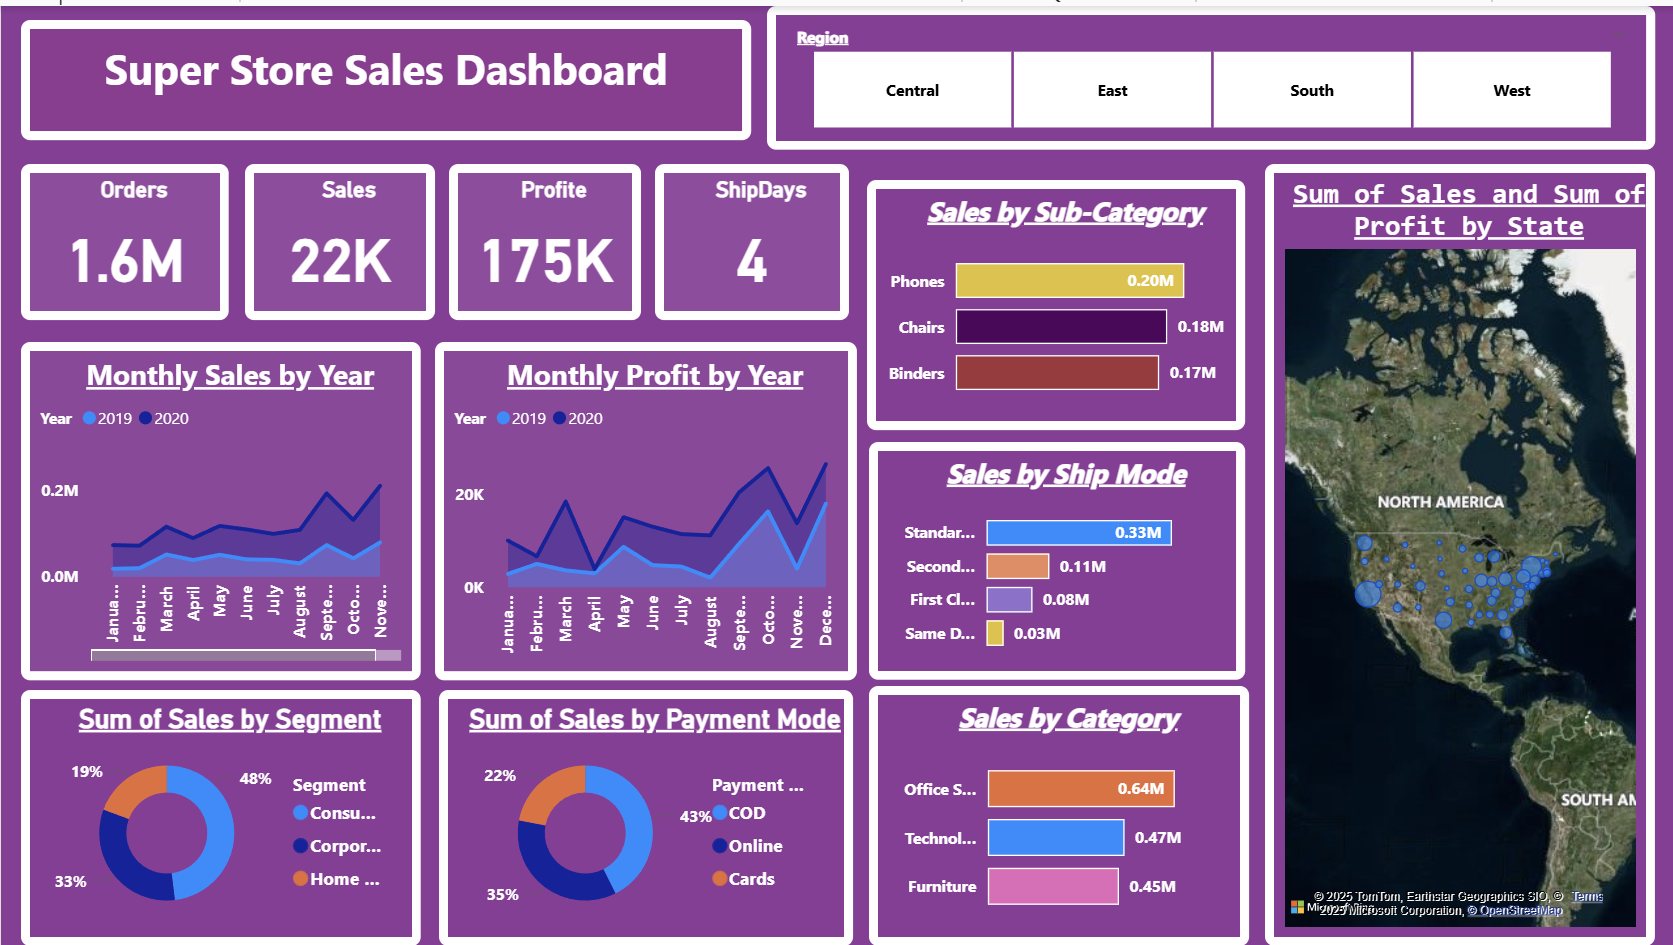 Super Store Sales Dashboard
Region
Central
East
South
West
Orders
1.6M
Sales
22K
Profite
175K
ShipDays
4
Sales by Sub-Category
Phones
0.20M
Chairs
0.18M
Binders
0.17M
Sum of Sales and Sum of
Profit by State
NORTH AMERICA
SOUTH AM
© 2025 TomTom, Earthstar Geographics SIO, © 
2025 Microsoft Corporation, © OpenStreetMap
Terms
Monthly Sales by Year
Year
2019
2020
0.2M
0.0M
Janua...
Febru...
March
April
May
June
July
August
Septe...
Octo...
Nove...
Monthly Profit by Year
Year
2019
2020
20K
0K
Janua...
Febru...
March
April
May
June
July
August
Septe...
Octo...
Nove...
Dece...
Sales by Ship Mode
Standar...
0.33M
Second...
0.11M
First Cl...
0.08M
Same D...
0.03M
Sum of Sales by Segment
19%
48%
33%
Segment
Consu...
Corpor...
Home ...
Sum of Sales by Payment Mode
22%
43%
35%
Payment ...
COD
Online
Cards
Sales by Category
Office S...
0.64M
Technol...
0.47M
Furniture
0.45M